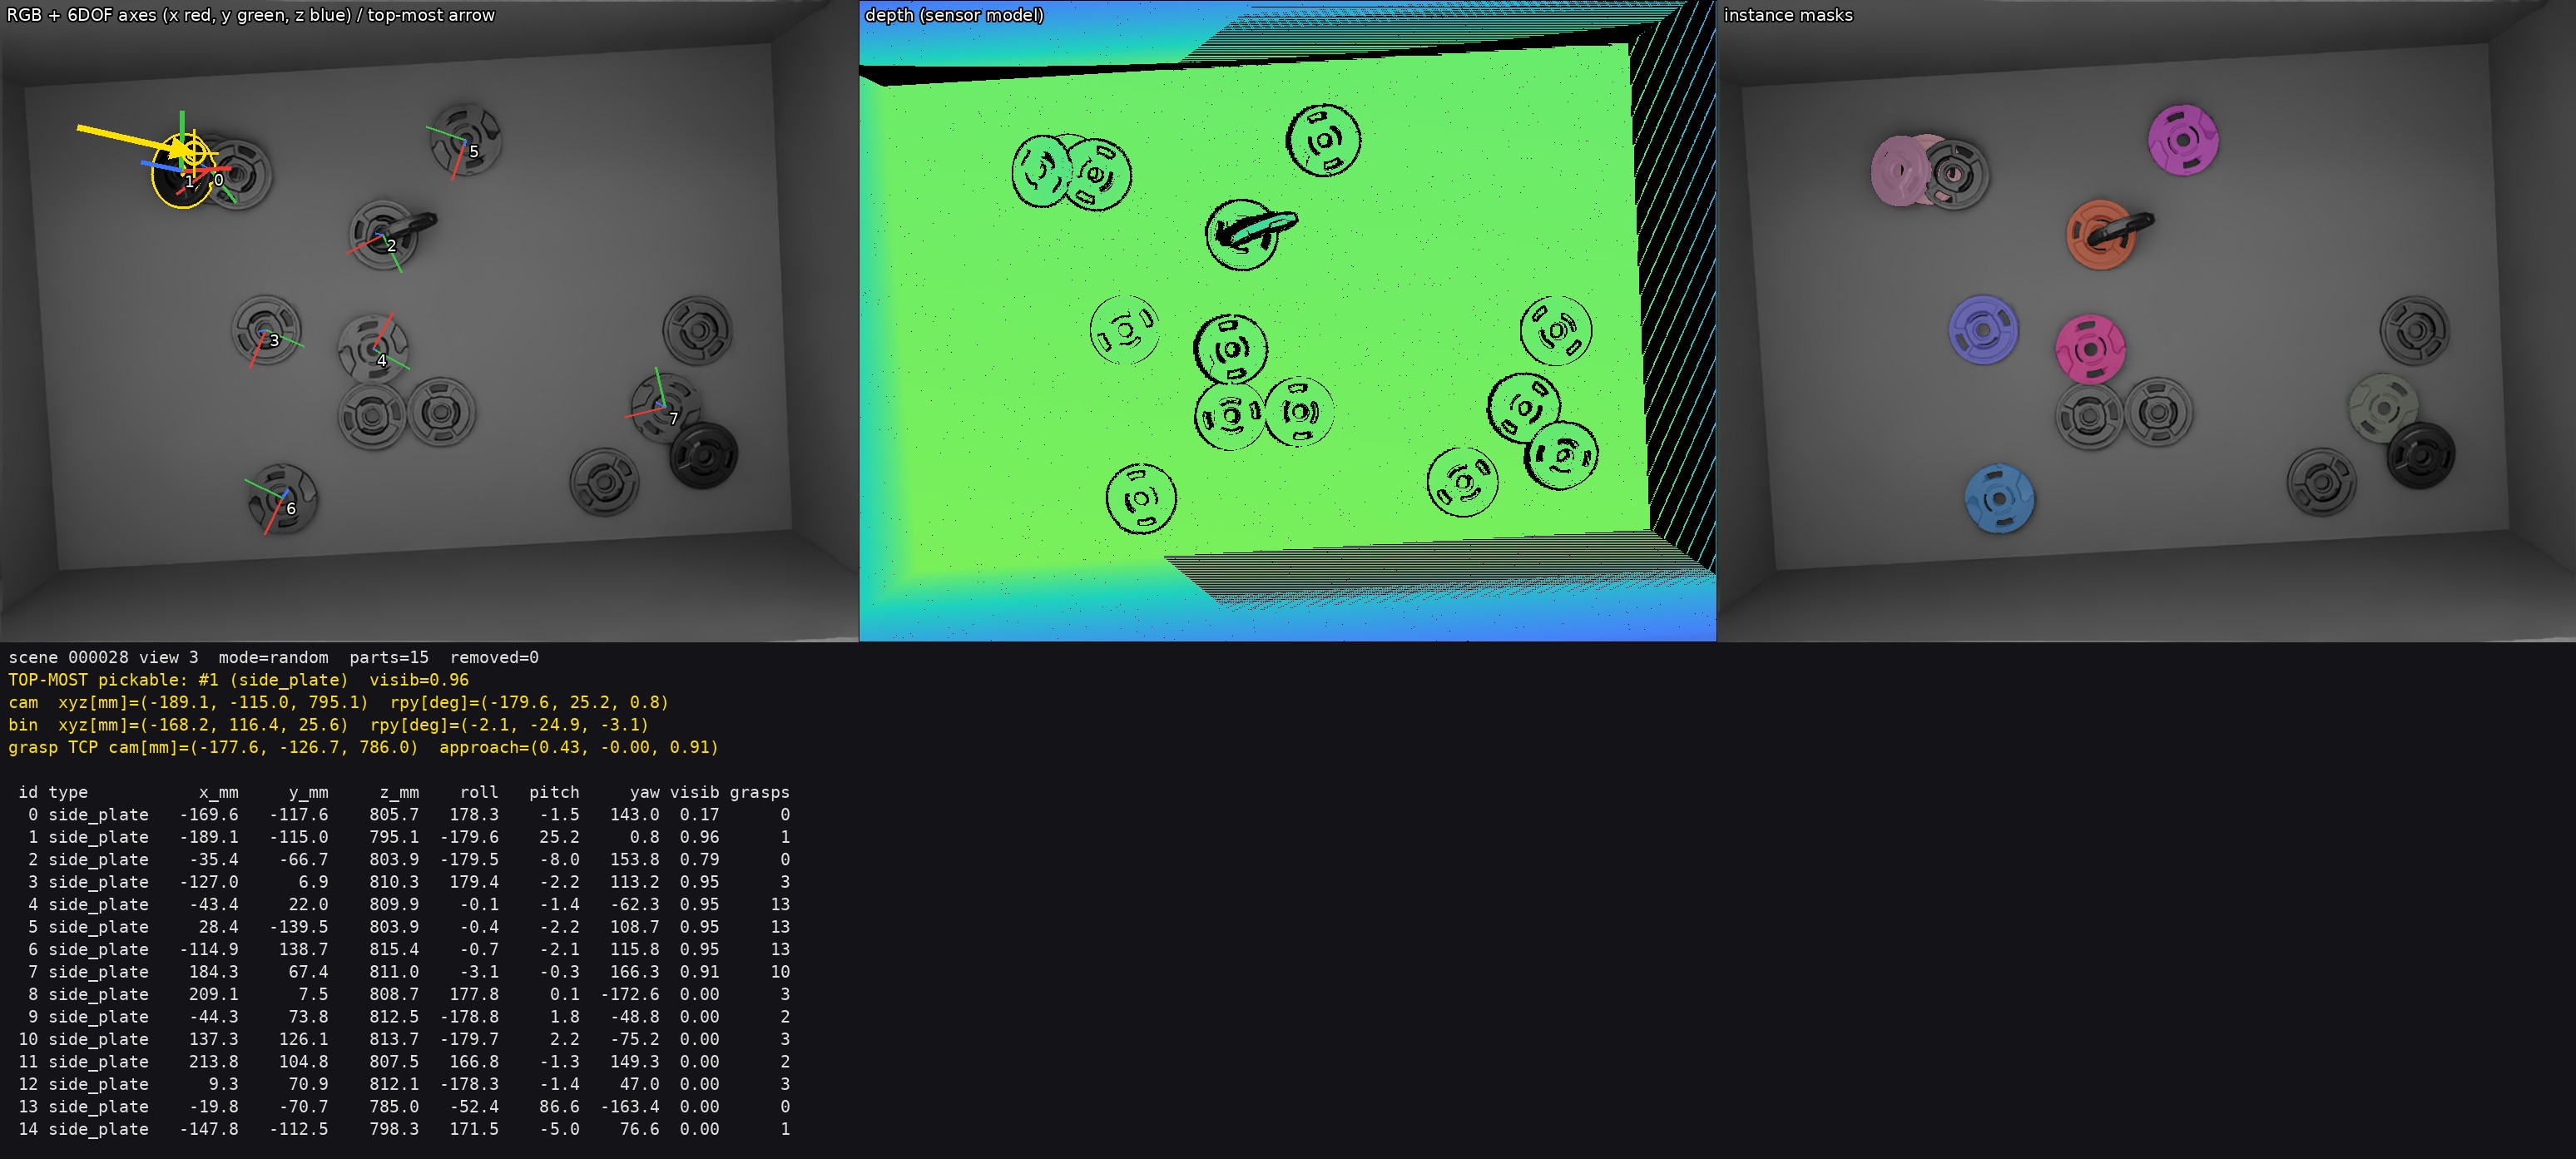 RGB + 6DOF axes (x red, y green, z blue) / top-most arrow
depth (sensor model)
instance masks
5
1
0
2
3
4
7
6
scene 000028 view 3  mode=random  parts=15  removed=0
TOP-MOST pickable: #1 (side_plate)  visib=0.96
cam  xyz[mm]=(-189.1, -115.0, 795.1)  rpy[deg]=(-179.6, 25.2, 0.8)
bin  xyz[mm]=(-168.2, 116.4, 25.6)  rpy[deg]=(-2.1, -24.9, -3.1)
grasp TCP cam[mm]=(-177.6, -126.7, 786.0)  approach=(0.43, -0.00, 0.91)
id type x_mm y_mm z_mm roll pitch yaw visib grasps
0 side_plate -169.6 -117.6 805.7 178.3 -1.5 143.0 0.17 0
1 side_plate -189.1 -115.0 795.1 -179.6 25.2 0.8 0.96 1
2 side_plate -35.4 -66.7 803.9 -179.5 -8.0 153.8 0.79 0
3 side_plate -127.0 6.9 810.3 179.4 -2.2 113.2 0.95 3
4 side_plate -43.4 22.0 809.9 -0.1 -1.4 -62.3 0.95 13
5 side_plate 28.4 -139.5 803.9 -0.4 -2.2 108.7 0.95 13
6 side_plate -114.9 138.7 815.4 -0.7 -2.1 115.8 0.95 13
7 side_plate 184.3 67.4 811.0 -3.1 -0.3 166.3 0.91 10
8 side_plate 209.1 7.5 808.7 177.8 0.1 -172.6 0.00 3
9 side_plate -44.3 73.8 812.5 -178.8 1.8 -48.8 0.00 2
10 side_plate 137.3 126.1 813.7 -179.7 2.2 -75.2 0.00 3
11 side_plate 213.8 104.8 807.5 166.8 -1.3 149.3 0.00 2
12 side_plate 9.3 70.9 812.1 -178.3 -1.4 47.0 0.00 3
13 side_plate -19.8 -70.7 785.0 -52.4 86.6 -163.4 0.00 0
14 side_plate -147.8 -112.5 798.3 171.5 -5.0 76.6 0.00 1